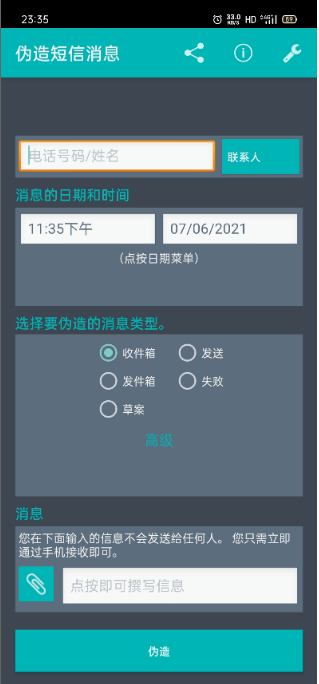 23:35
33.0 KB/S HD 4G 89
伪造短信消息
电话号码/姓名
联系人
消息的日期和时间
11:35下午
07/06/2021
(点按日期菜单)
选择要伪造的消息类型。
收件箱
发送
发件箱
失败
草案
高级
消息
您在下面输入的信息不会发送给任何人。 您只需立即
通过手机接收即可。
点按即可撰写信息
伪造